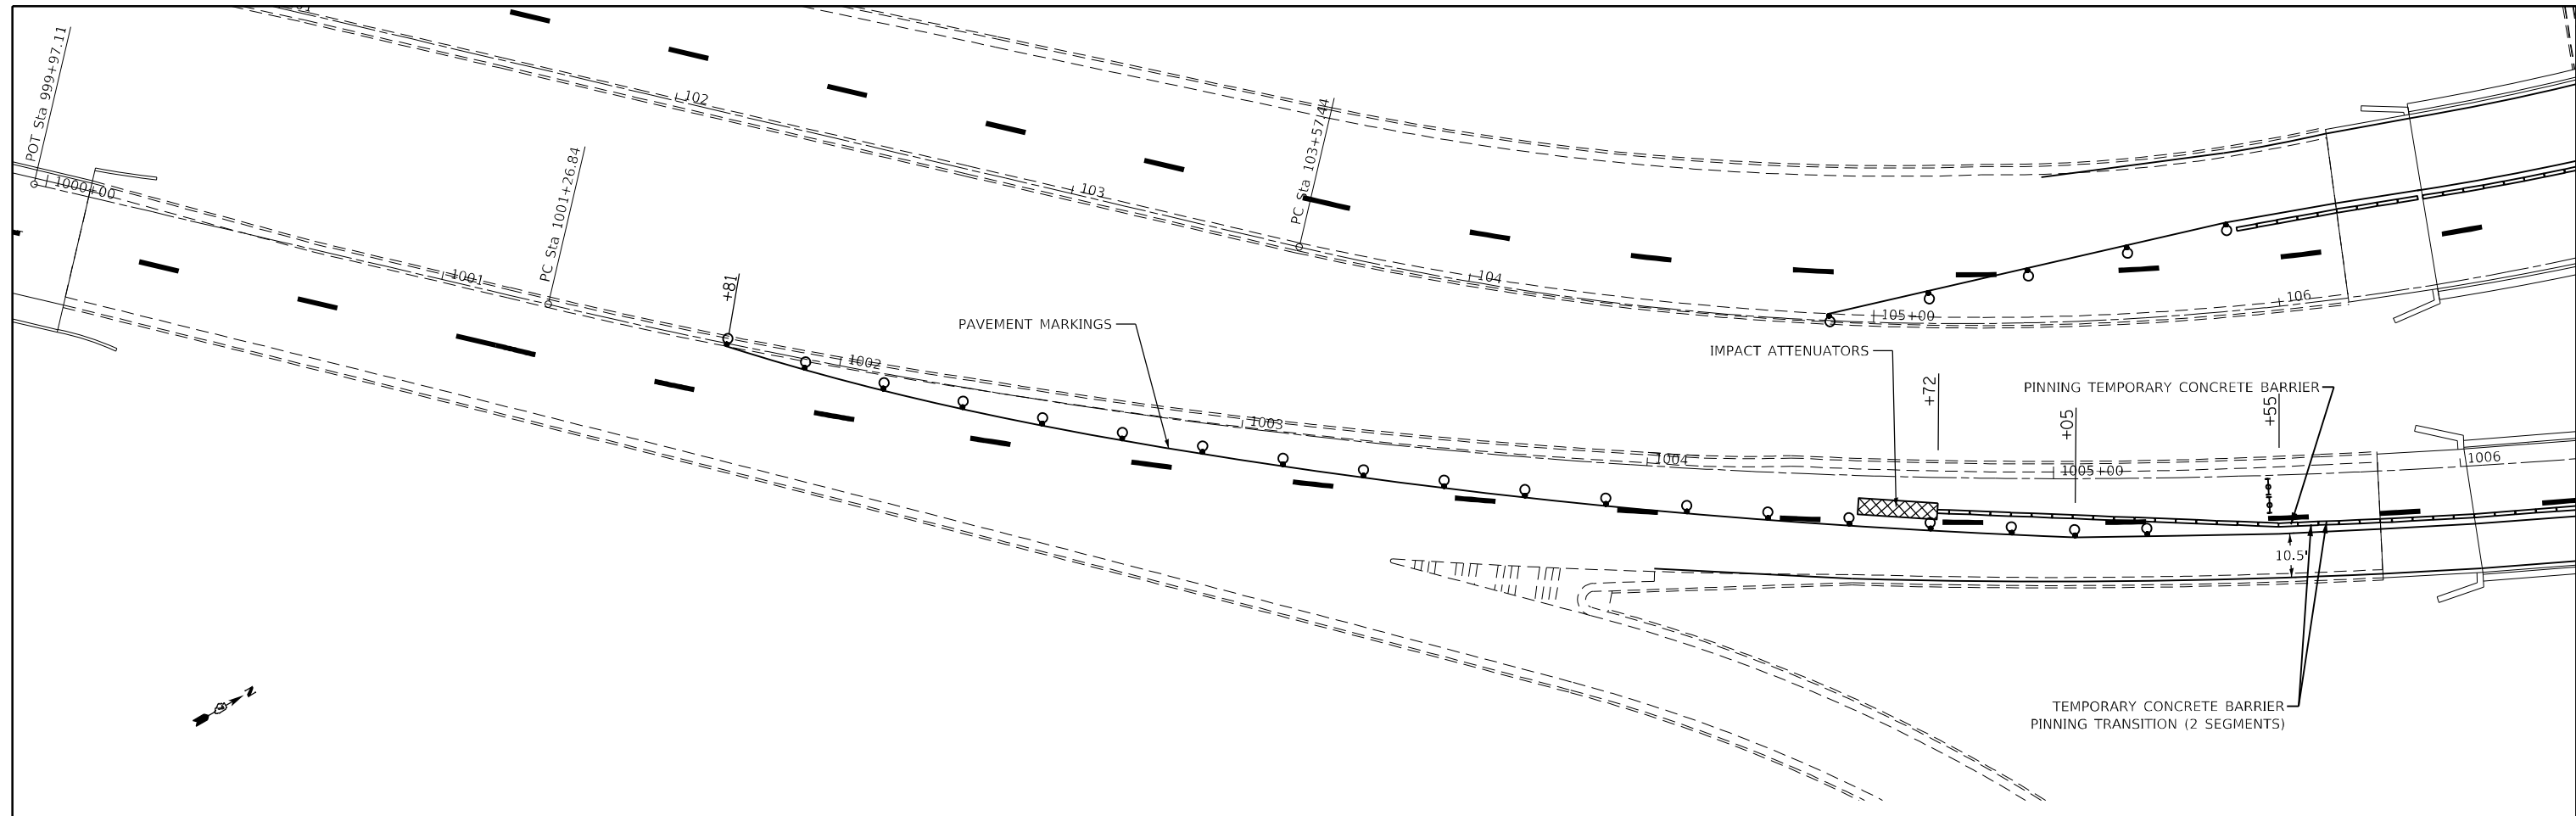 POT Sta 999+97.11
1000+00
1001
PC Sta 1001+26.84
102
103
PC Sta 103+57.44
104
105+00
106
+81
1002
PAVEMENT MARKINGS
1003
1004
IMPACT ATTENUATORS
+72
PINNING TEMPORARY CONCRETE BARRIER
+05
+55
1005+00
1006
10.5'
TEMPORARY CONCRETE BARRIER
PINNING TRANSITION (2 SEGMENTS)
N